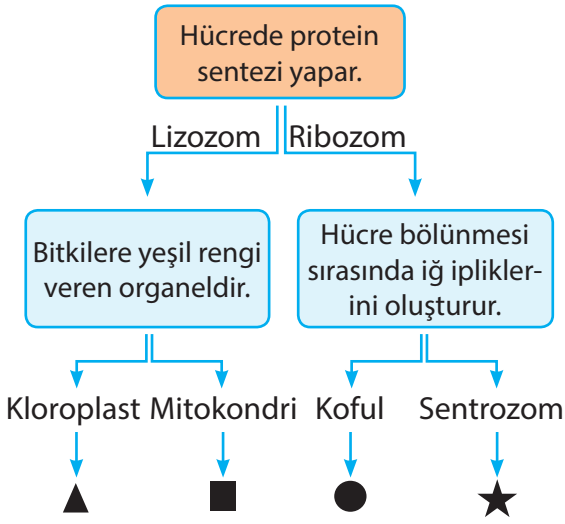 Hücrede protein
sentezi yapar.
Lizozom Ribozom
Bitkilere yeşil rengi
veren organeldir.
Hücre bölünmesi
sırasında iğ iplikler-
ini oluşturur.
Kloroplast Mitokondri Koful Sentrozom